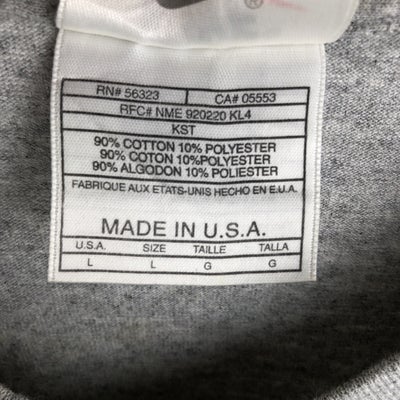 ®
RN# 56323 CA# 05553
RFC# NME 920220 KL4
KST
90% COTTON 10% POLYESTER
90% COTON 10% POLYESTER
90% ALGODON 10% POLYESTER
FABRIQUE AUX ETATS-UNIS HECHO EN E.U.A.
MADE IN U.S.A.
U.S.A. SIZE TAILLE TALLA
L L G G